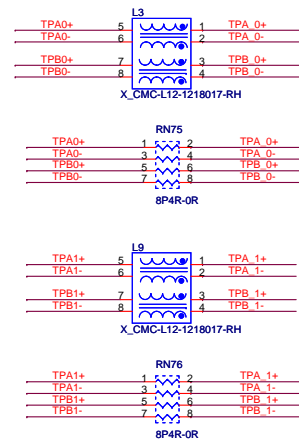 L3
TPA0+ 5 1 TPA_0+
TPA0- 6 2 TPA_0-
TPB0+ 7 3 TPB_0+
TPB0- 8 4 TPB_0-
X_CMC-L12-1218017-RH
RN75
TPA0+ 1 2 TPA_0+
TPA0- 3 4 TPA_0-
TPB0+ 5 6 TPB_0+
TPB0- 7 8 TPB_0-
8P4R-0R
L9
TPA1+ 5 1 TPA_1+
TPA1- 6 2 TPA_1-
TPB1+ 7 3 TPB_1+
TPB1- 8 4 TPB_1-
X_CMC-L12-1218017-RH
RN76
TPA1+ 1 2 TPA_1+
TPA1- 3 4 TPA_1-
TPB1+ 5 6 TPB_1+
TPB1- 7 8 TPB_1-
8P4R-0R